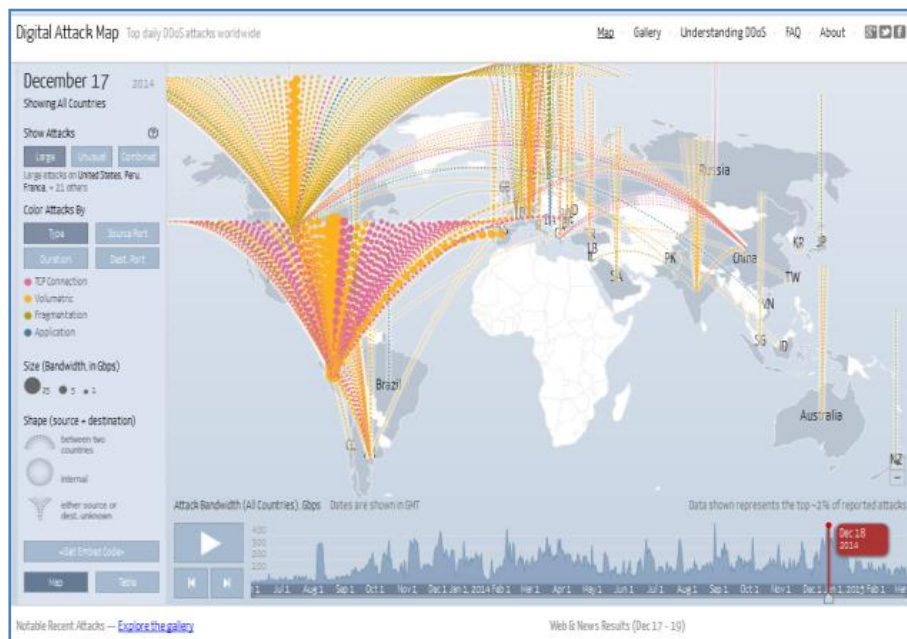 Digital Attack Map Top daily DDoS attacks worldwide
Map · Gallery · Understanding DDoS · FAQ · About
December 17 2014
Showing All Countries
Show Attacks
Large Unusual Combined
Large attacks on United States, Peru,
France, + 21 others
Color Attacks By
Type Source Port
Duration Dest. Port
TCP Connection
Volumetric
Fragmentation
Application
Size (Bandwidth, in Gbps)
25 5 1
Shape (source + destination)
between two
countries
internal
either source or
dest. unknown
<Get Embed Code>
Map Table
Russia
GB
China
KR
JP
PK
TW
LB
SA
VN
SG
ID
Brazil
Australia
NZ
Attack Bandwidth (All Countries), Gbps Dates are shown in GMT
Data shown represents the top ~2% of reported attacks
400
300
200
100
Dec 18
2014
Jul 1 Aug 1 Sep 1 Oct 1 Nov 1 Dec 1 Jan 1, 2014 Feb 1 Mar 1 Apr 1 May 1 Jun 1 Jul 1 Aug 1 Sep 1 Oct 1 Nov 1 Dec 1 Jan 1, 2015 Feb 1
Notable Recent Attacks — Explore the gallery
Web & News Results (Dec 17 - 19)